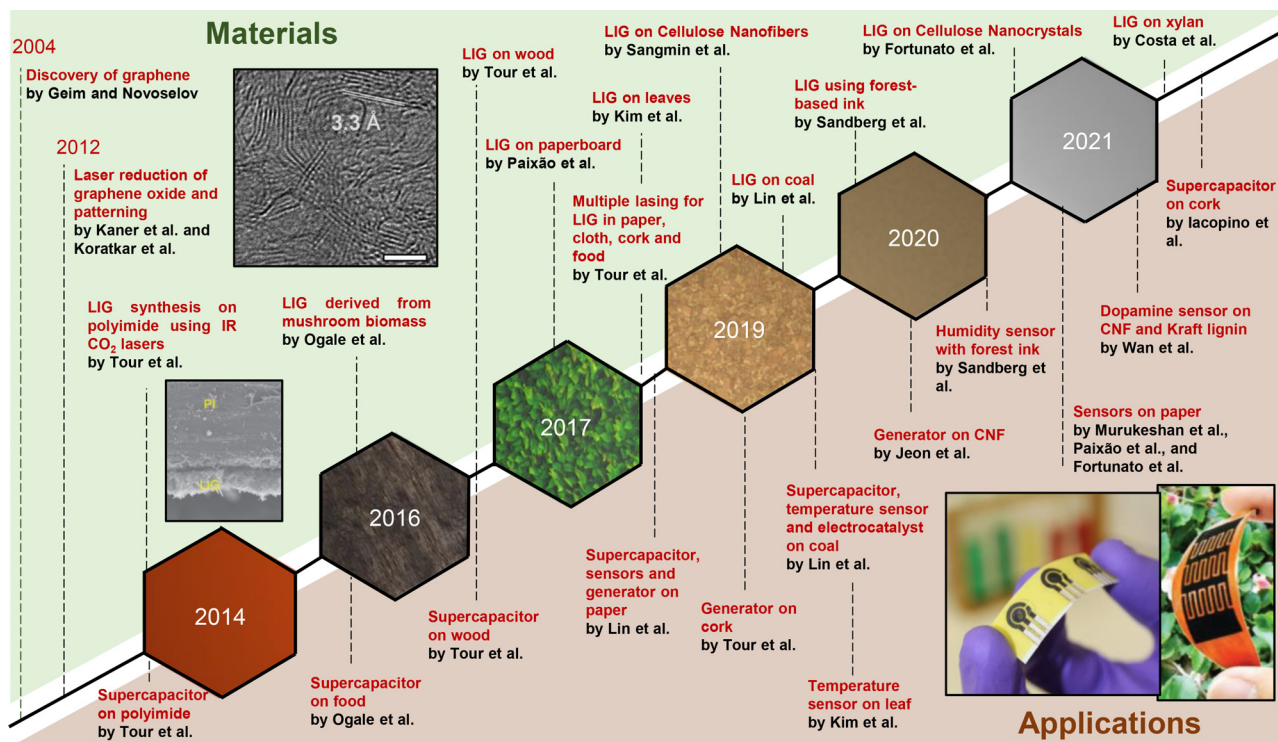 Materials
2004
Discovery of graphene
by Geim and Novoselov
2012
Laser reduction of
graphene oxide and
patterning
by Kaner et al. and
Koratkar et al.
3.3 Å
LIG synthesis on
polyimide using IR
CO2 lasers
by Tour et al.
PI
LIG
LIG derived from
mushroom biomass
by Ogale et al.
LIG on wood
by Tour et al.
LIG on paperboard
by Paixão et al.
LIG on Cellulose Nanofibers
by Sangmin et al.
LIG on leaves
by Kim et al.
Multiple lasing for
LIG in paper,
cloth, cork and
food
by Tour et al.
LIG on coal
by Lin et al.
LIG using forest-
based ink
by Sandberg et al.
LIG on Cellulose Nanocrystals
by Fortunato et al.
LIG on xylan
by Costa et al.
2014
2016
2017
2019
2020
2021
Supercapacitor
on polyimide
by Tour et al.
Supercapacitor
on food
by Ogale et al.
Supercapacitor
on wood
by Tour et al.
Supercapacitor,
sensors and
generator on
paper
by Lin et al.
Generator on
cork
by Tour et al.
Supercapacitor,
temperature sensor
and electrocatalyst
on coal
by Lin et al.
Temperature
sensor on leaf
by Kim et al.
Generator on CNF
by Jeon et al.
Humidity sensor
with forest ink
by Sandberg et
al.
Sensors on paper
by Murukeshan et al.,
Paixão et al., and
Fortunato et al.
Dopamine sensor on
CNF and Kraft lignin
by Wan et al.
Supercapacitor
on cork
by Iacopino et
al.
Applications